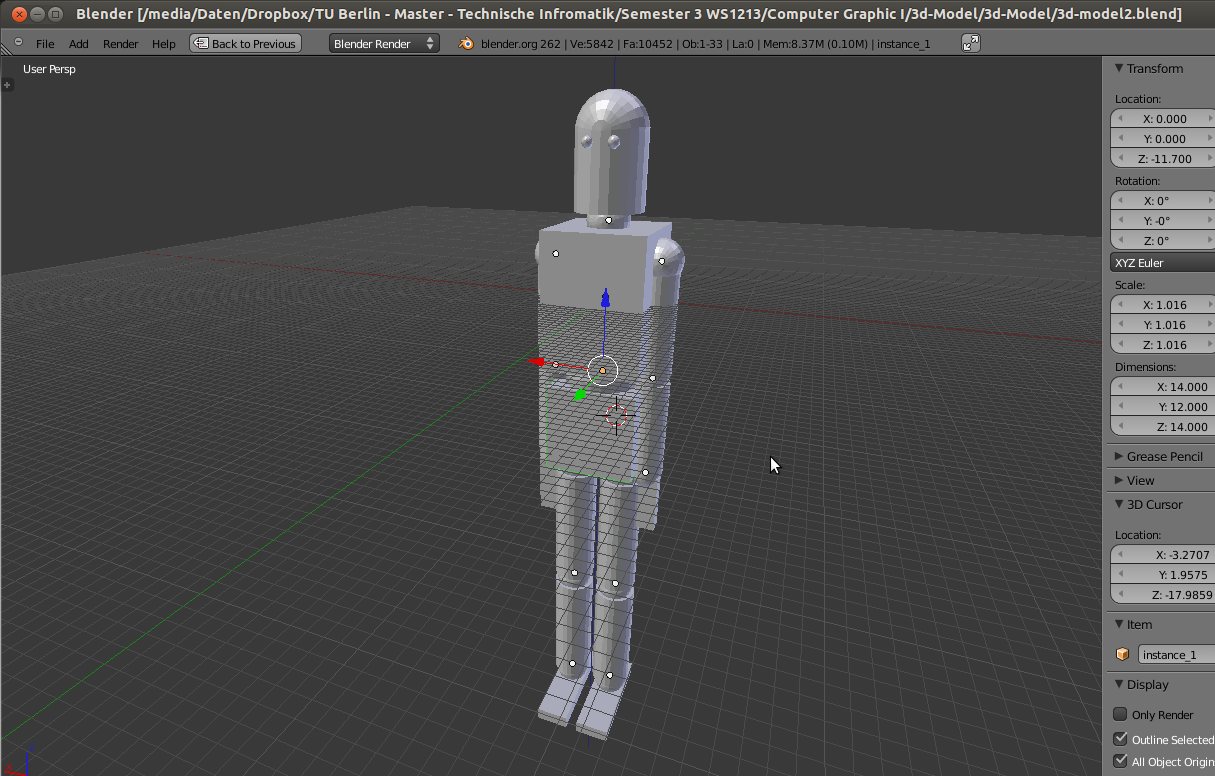 Blender [/media/Daten/Dropbox/TU Berlin - Master - Technische Infromatik/Semester 3 WS1213/Computer Graphic I/3d-Model/3d-Model/3d-model2.blend]
File Add Render Help Back to Previous Blender Render blender.org 262 | Ve:5842 | Fa:10452 | Ob:1-33 | La:0 | Mem:8.37M (0.10M) | instance_1
User Persp
Transform
Location:
X: 0.000
Y: 0.000
Z: -11.700
Rotation:
X: 0°
Y: -0°
Z: 0°
XYZ Euler
Scale:
X: 1.016
Y: 1.016
Z: 1.016
Dimensions:
X: 14.000
Y: 12.000
Z: 14.000
Grease Pencil
View
3D Cursor
Location:
X: -3.2707
Y: 1.9575
Z: -17.9859
Item
instance_1
Display
Only Render
Outline Selected
All Object Origin